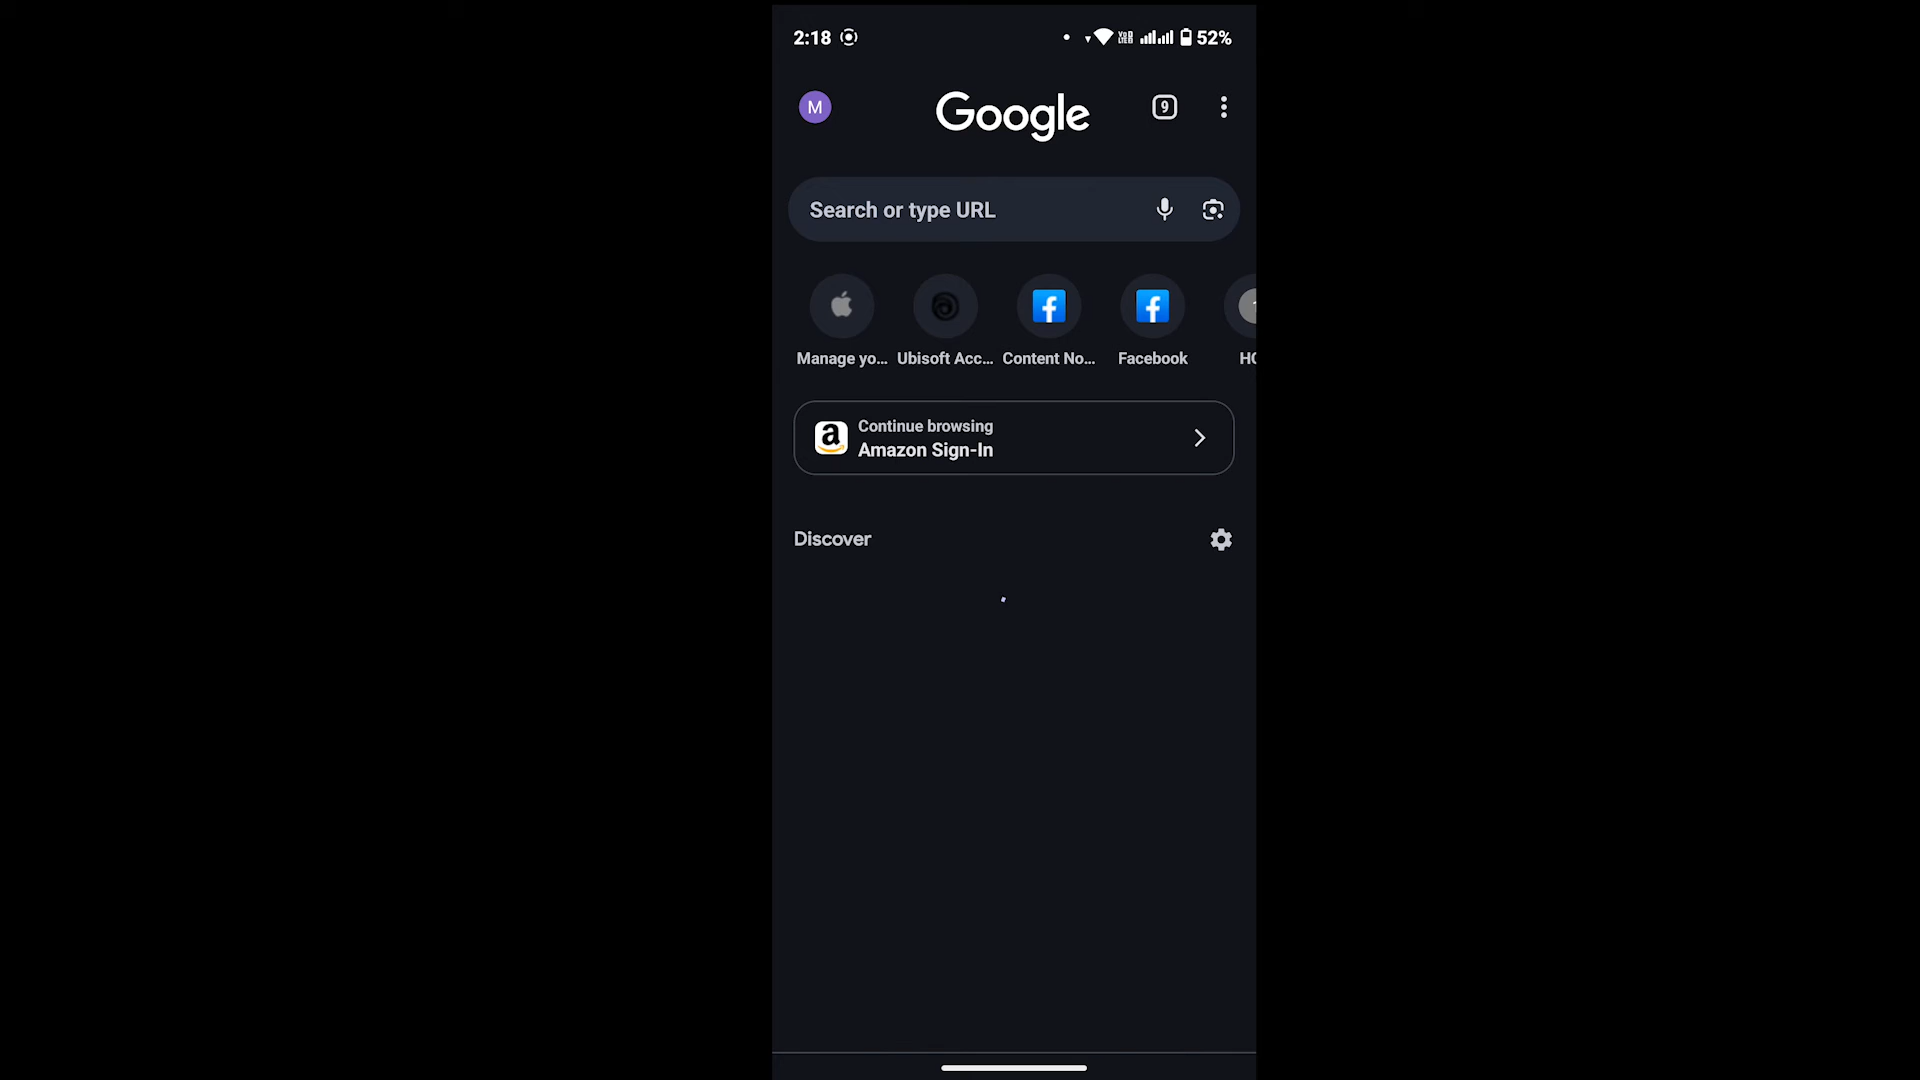 2:18 52%
M Google 9
Search or type URL
Manage yo... Ubisoft Acc... Content No... Facebook HO
Continue browsing
Amazon Sign-In
Discover